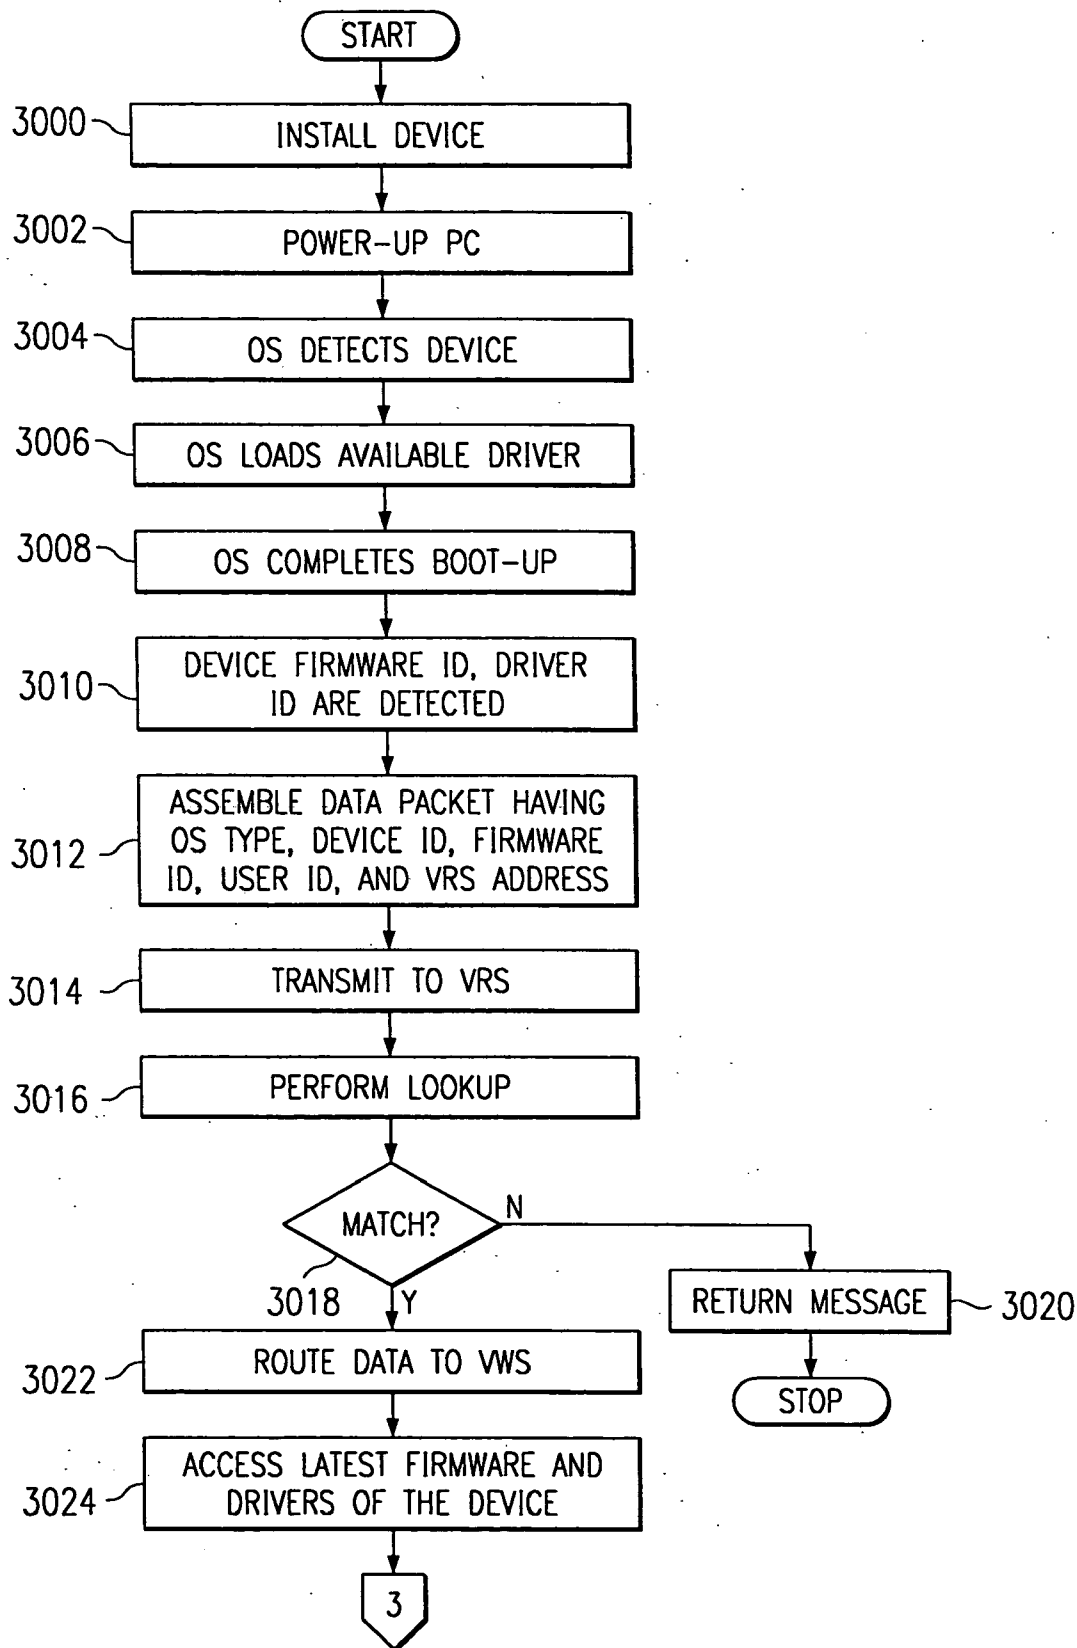 START
3000
INSTALL DEVICE
3002
POWER-UP PC
3004
OS DETECTS DEVICE
3006
OS LOADS AVAILABLE DRIVER
3008
OS COMPLETES BOOT-UP
3010
DEVICE FIRMWARE ID, DRIVER
ID ARE DETECTED
3012
ASSEMBLE DATA PACKET HAVING
OS TYPE, DEVICE ID, FIRMWARE
ID, USER ID, AND VRS ADDRESS
3014
TRANSMIT TO VRS
3016
PERFORM LOOKUP
MATCH?
N
3018
Y
RETURN MESSAGE
3020
STOP
3022
ROUTE DATA TO VWS
3024
ACCESS LATEST FIRMWARE AND
DRIVERS OF THE DEVICE
3